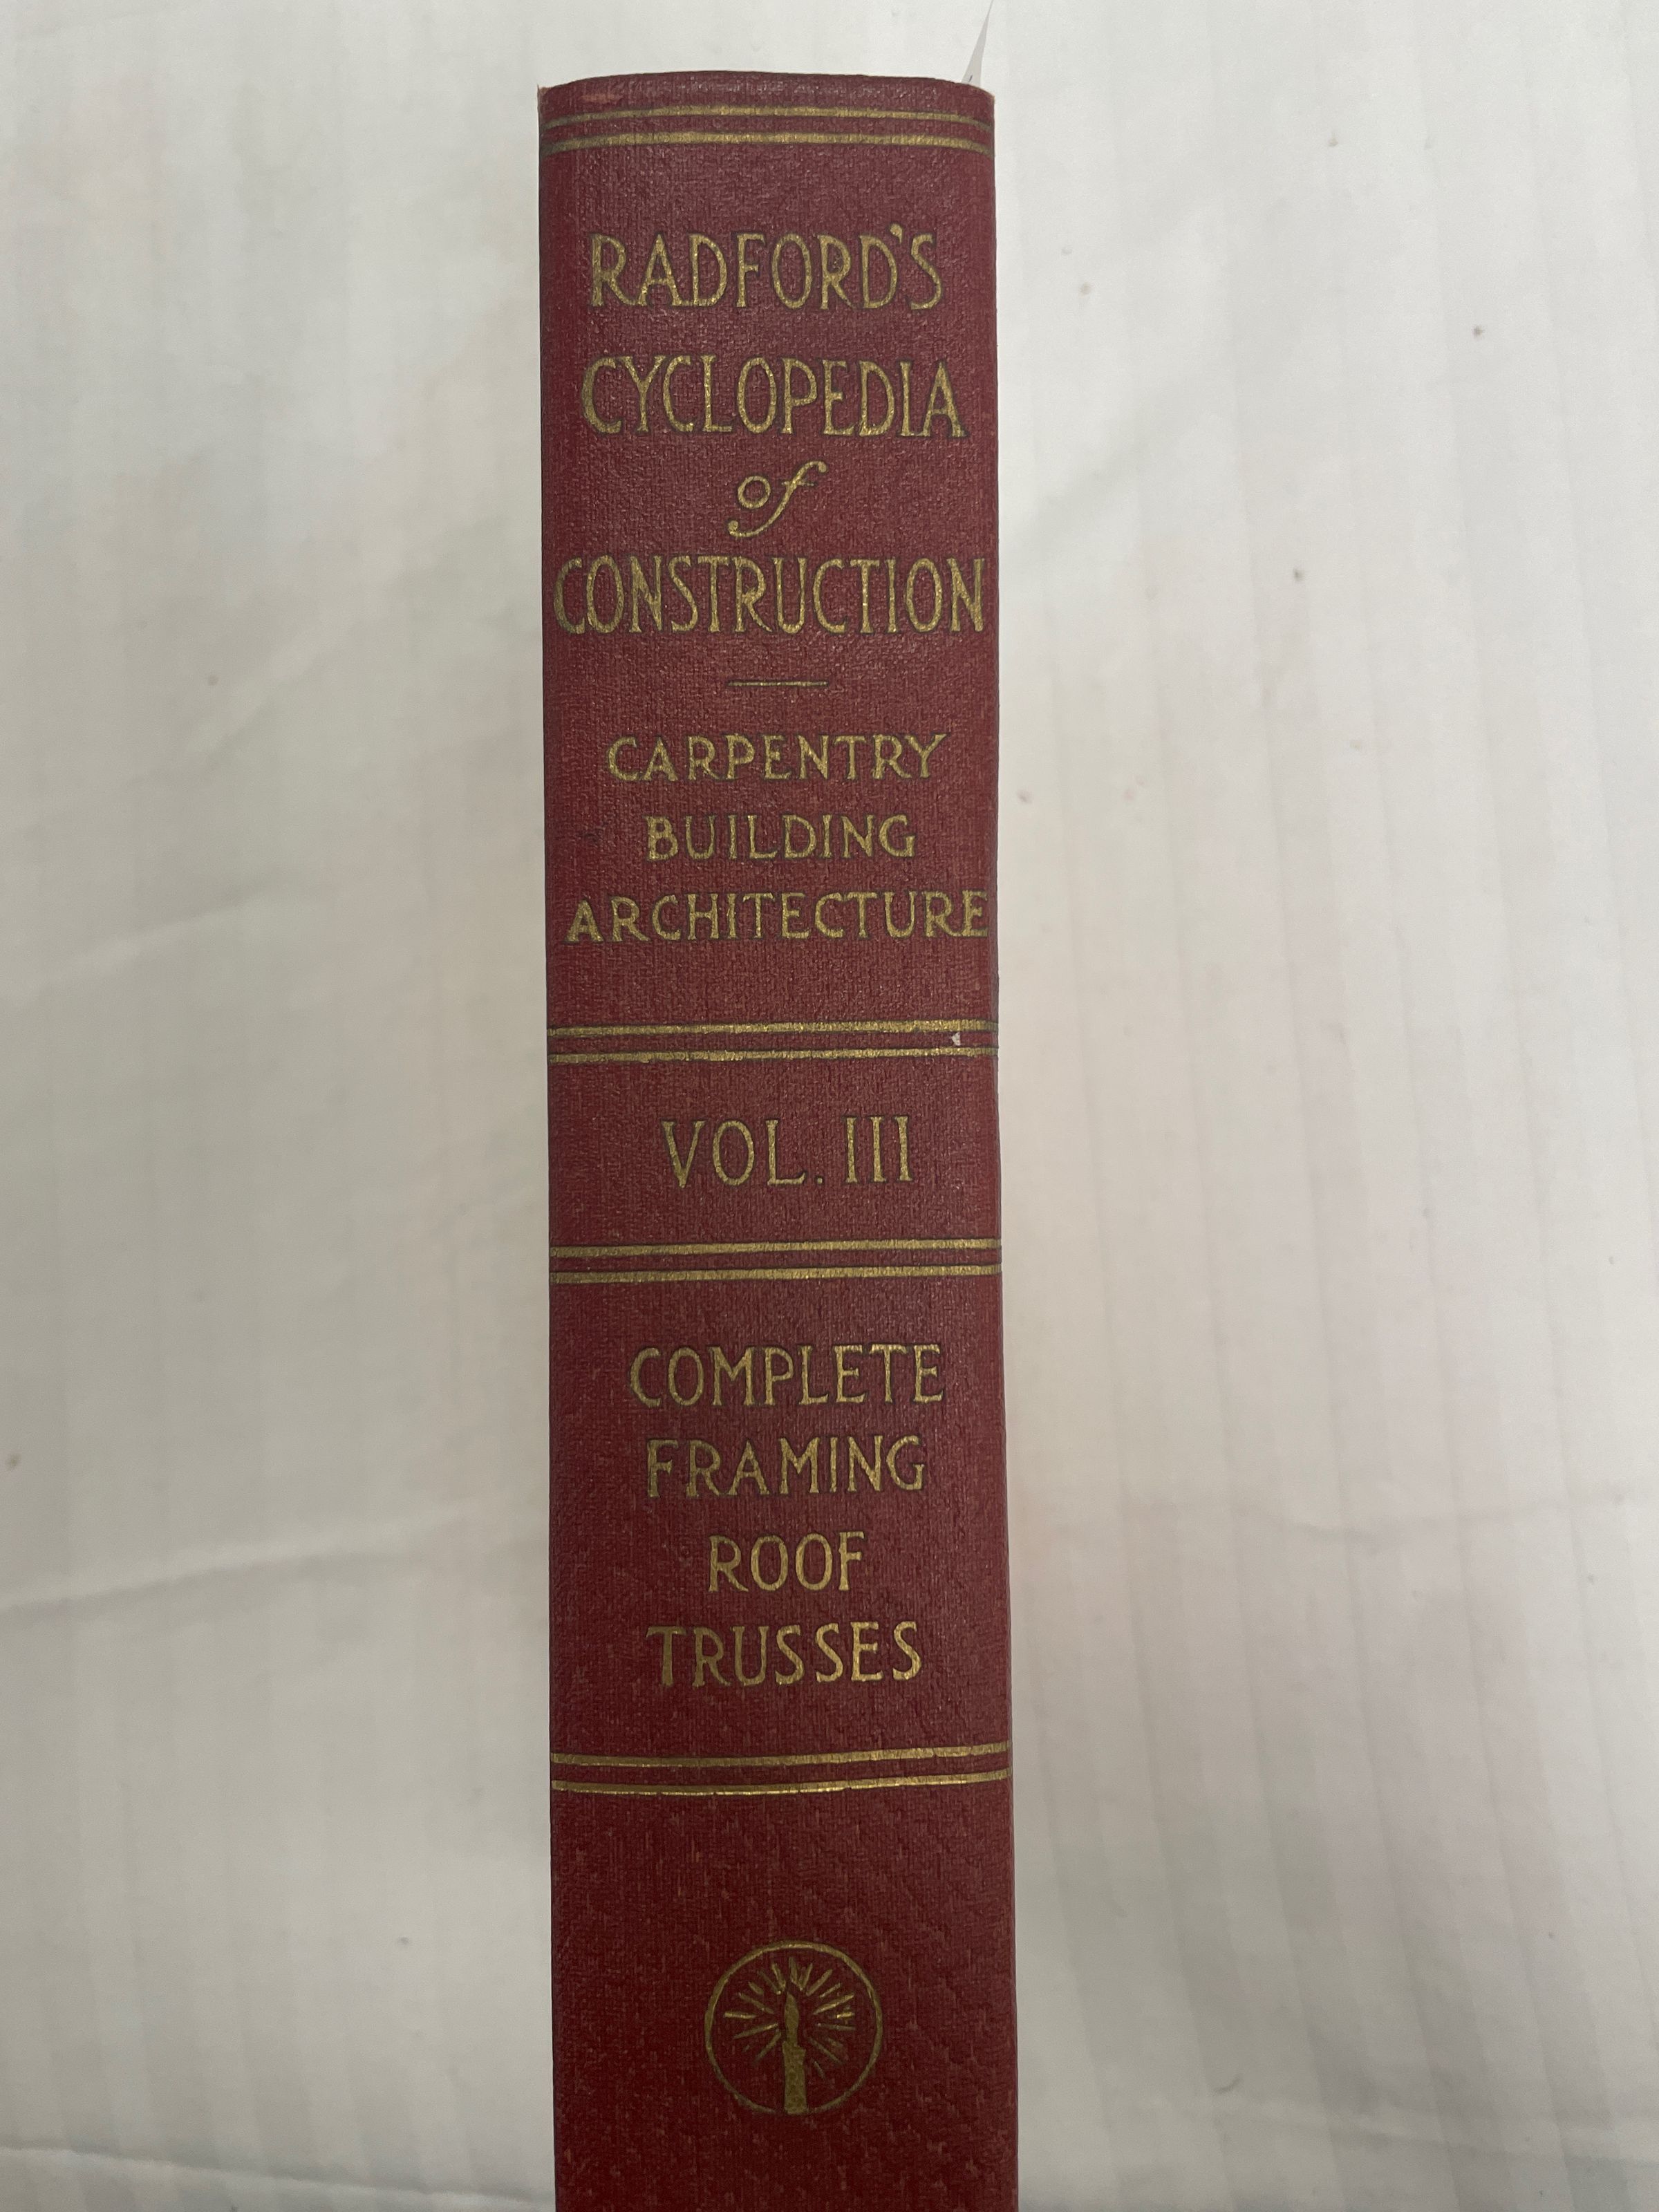 RADFORD'S
CYCLOPEDIA
of
CONSTRUCTION
CARPENTRY
BUILDING
ARCHITECTURE
VOL. III
COMPLETE
FRAMING
ROOF
TRUSSES